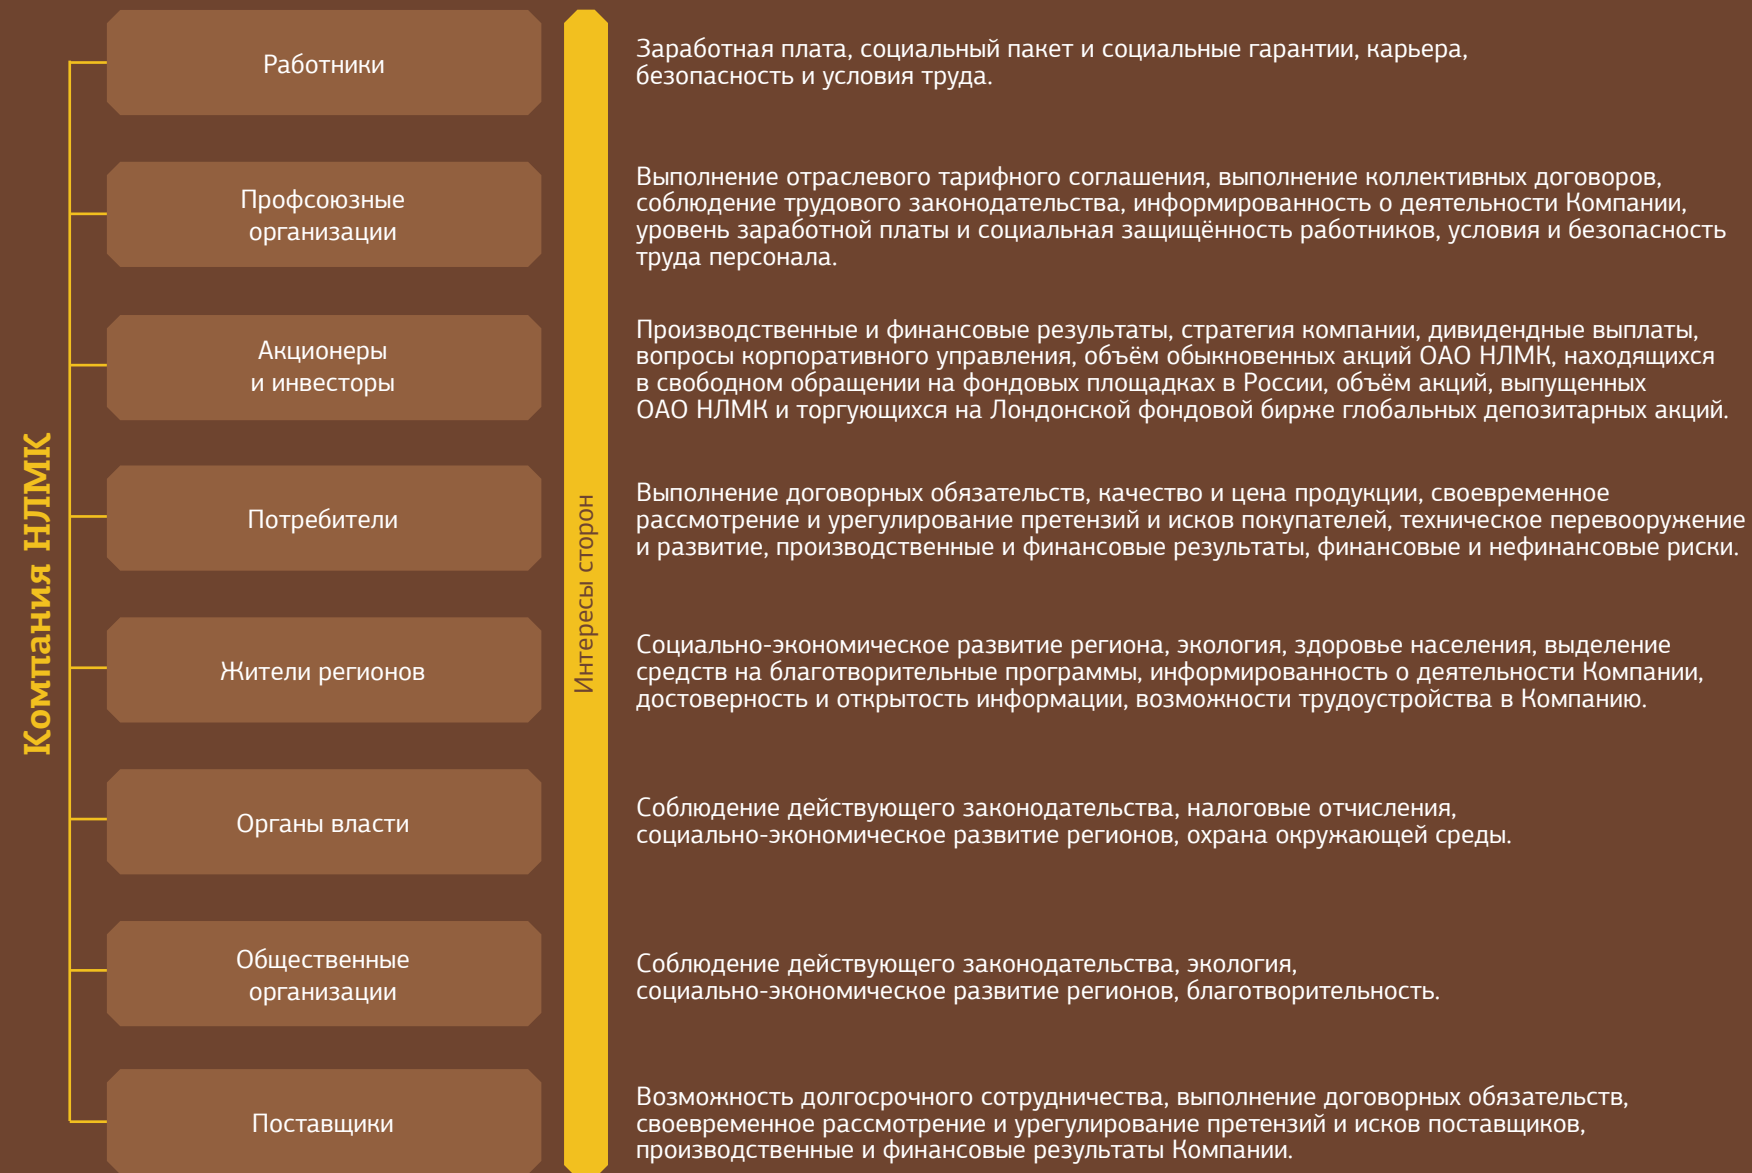 Компания НЛМК
Интересы сторон
Работники
Заработная плата, социальный пакет и социальные гарантии, карьера,
безопасность и условия труда.
Профсоюзные
организации
Выполнение отраслевого тарифного соглашения, выполнение коллективных договоров,
соблюдение трудового законодательства, информированность о деятельности Компании,
уровень заработной платы и социальная защищённость работников, условия и безопасность
труда персонала.
Акционеры
и инвесторы
Производственные и финансовые результаты, стратегия компании, дивидендные выплаты,
вопросы корпоративного управления, объём обыкновенных акций ОАО НЛМК, находящихся
в свободном обращении на фондовых площадках в России, объём акций, выпущенных
ОАО НЛМК и торгующихся на Лондонской фондовой бирже глобальных депозитарных акций.
Потребители
Выполнение договорных обязательств, качество и цена продукции, своевременное
рассмотрение и урегулирование претензий и исков покупателей, техническое перевооружение
и развитие, производственные и финансовые результаты, финансовые и нефинансовые риски.
Жители регионов
Социально-экономическое развитие региона, экология, здоровье населения, выделение
средств на благотворительные программы, информированность о деятельности Компании,
достоверность и открытость информации, возможности трудоустройства в Компанию.
Органы власти
Соблюдение действующего законодательства, налоговые отчисления,
социально-экономическое развитие регионов, охрана окружающей среды.
Общественные
организации
Соблюдение действующего законодательства, экология,
социально-экономическое развитие регионов, благотворительность.
Поставщики
Возможность долгосрочного сотрудничества, выполнение договорных обязательств,
своевременное рассмотрение и урегулирование претензий и исков поставщиков,
производственные и финансовые результаты Компании.